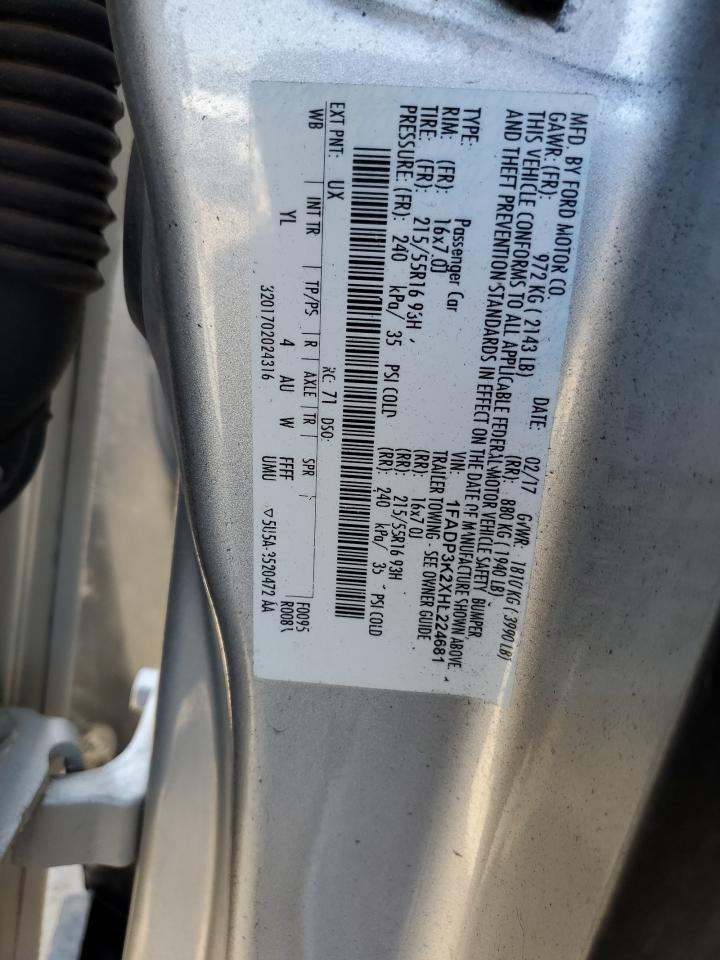 MFD. BY FORD MOTOR CO. DATE: 02/17 GVWR: 1810 KG ( 3990 LB)
GAWR: (FR): 972 KG ( 2143 LB) (RR): 880 KG ( 1940 LB)
THIS VEHICLE CONFORMS TO ALL APPLICABLE FEDERAL MOTOR VEHICLE SAFETY, BUMPER,
AND THEFT PREVENTION STANDARDS IN EFFECT ON THE DATE OF MANUFACTURE SHOWN ABOVE.
VIN: 1FADP3K2XHL224681
TYPE: Passenger Car TRAILER TOWING - SEE OWNER GUIDE
RIM: (FR): 16x7.0J (RR): 16x7.0J
TIRE: (FR): 215/55R16 93H (RR): 215/55R16 93H
PRESSURE: (FR): 240 kPa/ 35 PSI COLD (RR): 240 kPa/ 35 PSI COLD
EXT PNT: UX RC: 71 DSO: F0095
WB INT TR TP/PS R AXLE TR SPR R008
YL 4 AU W FFFF
3201702024316 UMU ▽5U5A-3520472 AA